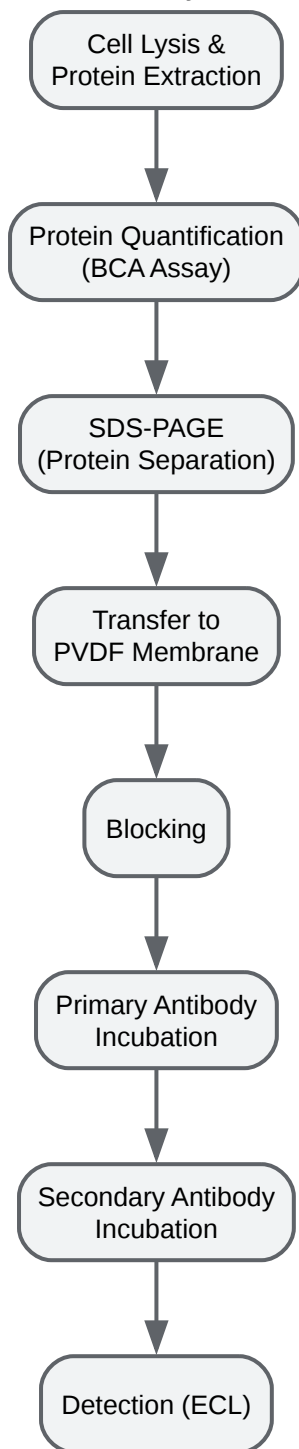 Cell Lysis &
Protein Extraction
Protein Quantification
(BCA Assay)
SDS-PAGE
(Protein Separation)
Transfer to
PVDF Membrane
Blocking
Primary Antibody
Incubation
Secondary Antibody
Incubation
Detection (ECL)